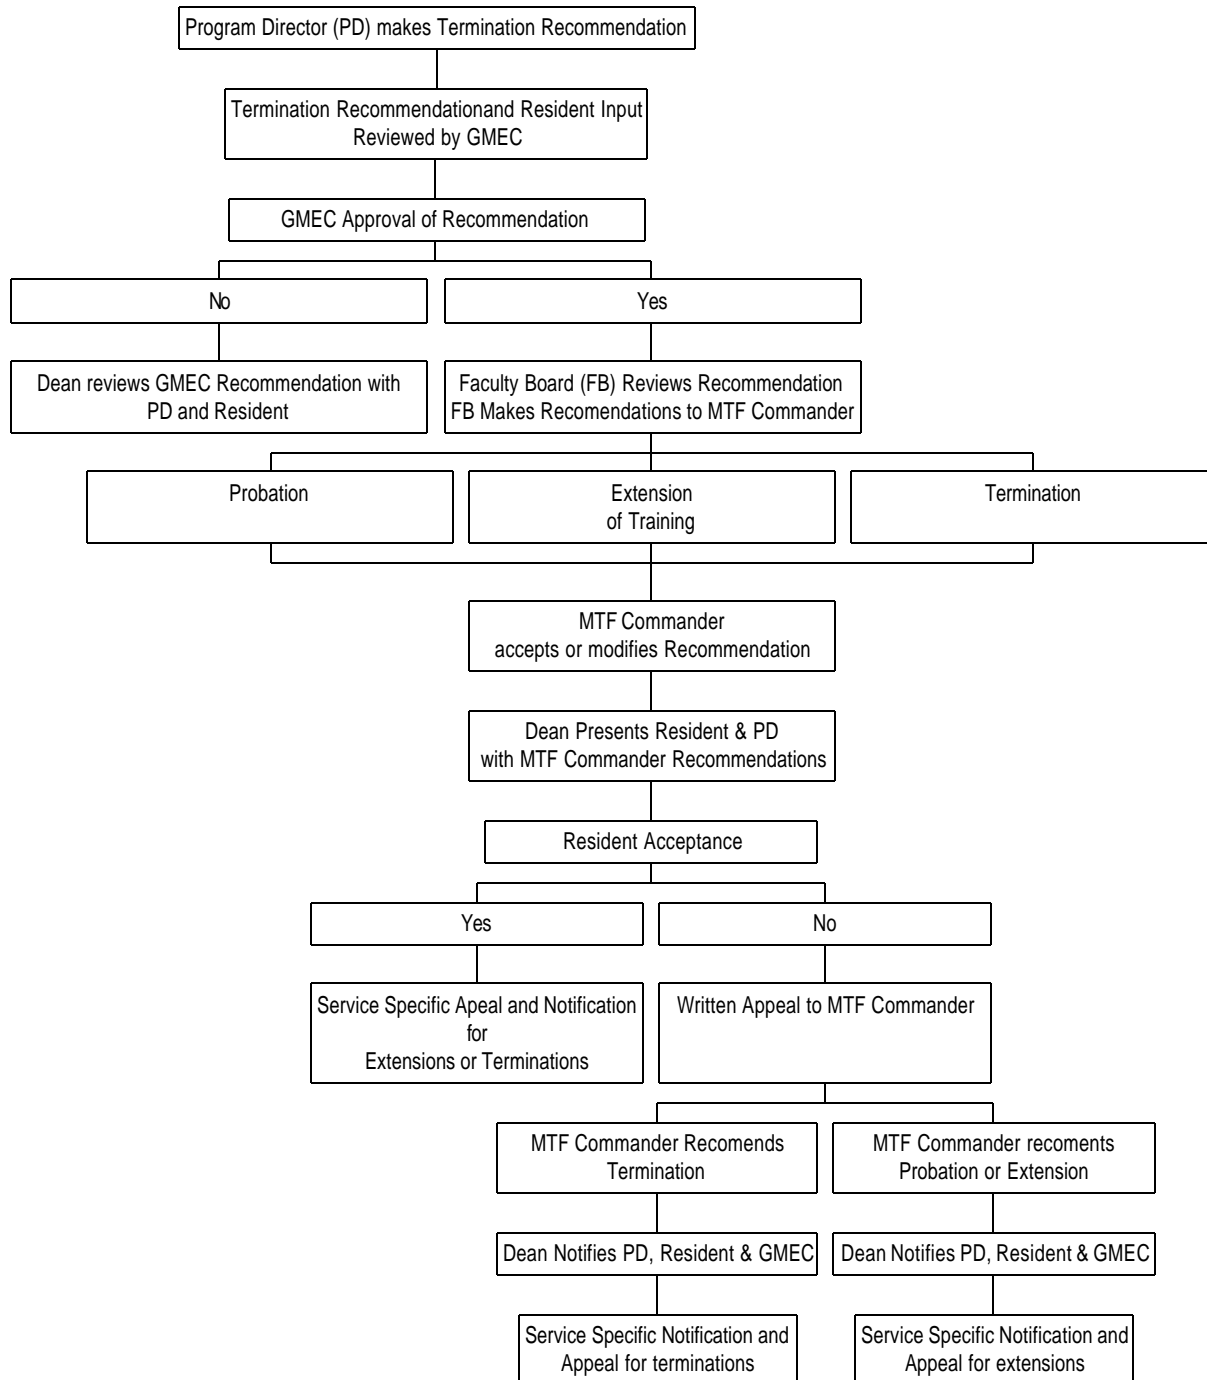 Program Director (PD) makes Termination Recommendation
Termination Recommendationand Resident Input
Reviewed by GMEC
GMEC Approval of Recommendation
No
Yes
Dean reviews GMEC Recommendation with
PD and Resident
Faculty Board (FB) Reviews Recommendation
FB Makes Recomendations to MTF Commander
Probation
Extension
of Training
Termination
MTF Commander
accepts or modifies Recommendation
Dean Presents Resident & PD
with MTF Commander Recommendations
Resident Acceptance
Yes
No
Service Specific Apeal and Notification
for
Extensions or Terminations
Written Appeal to MTF Commander
MTF Commander Recomends
Termination
MTF Commander recoments
Probation or Extension
Dean Notifies PD, Resident & GMEC
Dean Notifies PD, Resident & GMEC
Service Specific Notification and
Appeal for terminations
Service Specific Notification and
Appeal for extensions